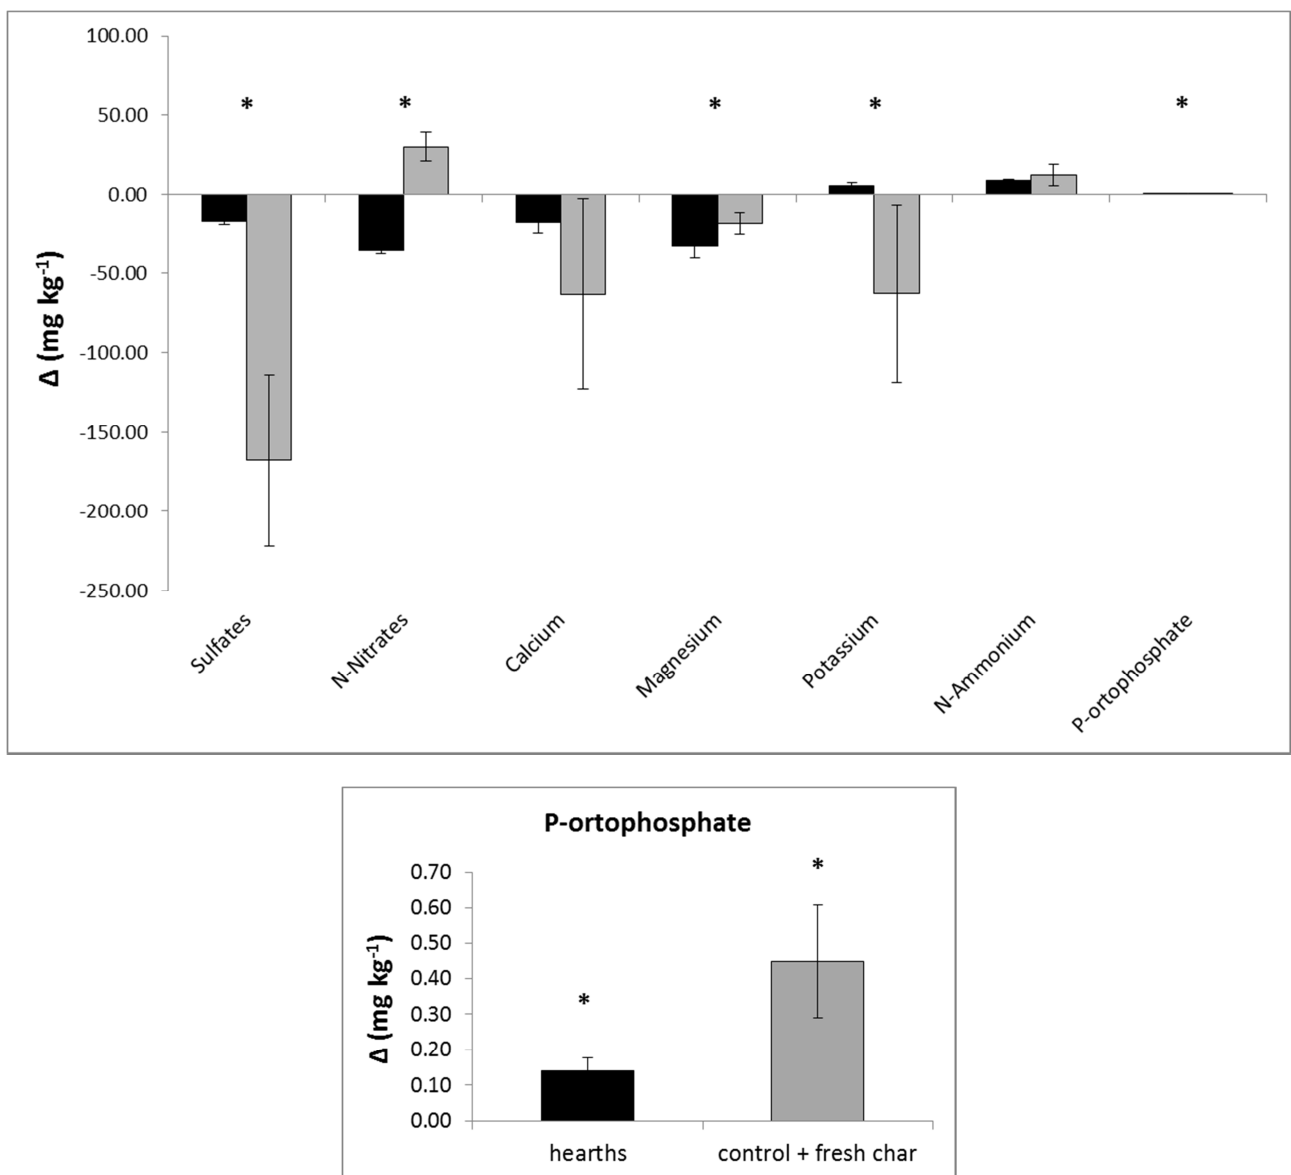 100.00
50.00
0.00
-50.00
-100.00
-150.00
-200.00
-250.00
Δ (mg kg⁻¹)
* * * * *
Sulfates
N-Nitrates
Calcium
Magnesium
Potassium
N-Ammonium
P-ortophosphate
P-ortophosphate
0.70
0.60
0.50
0.40
0.30
0.20
0.10
0.00
Δ (mg kg⁻¹)
*
*
hearths
control + fresh char